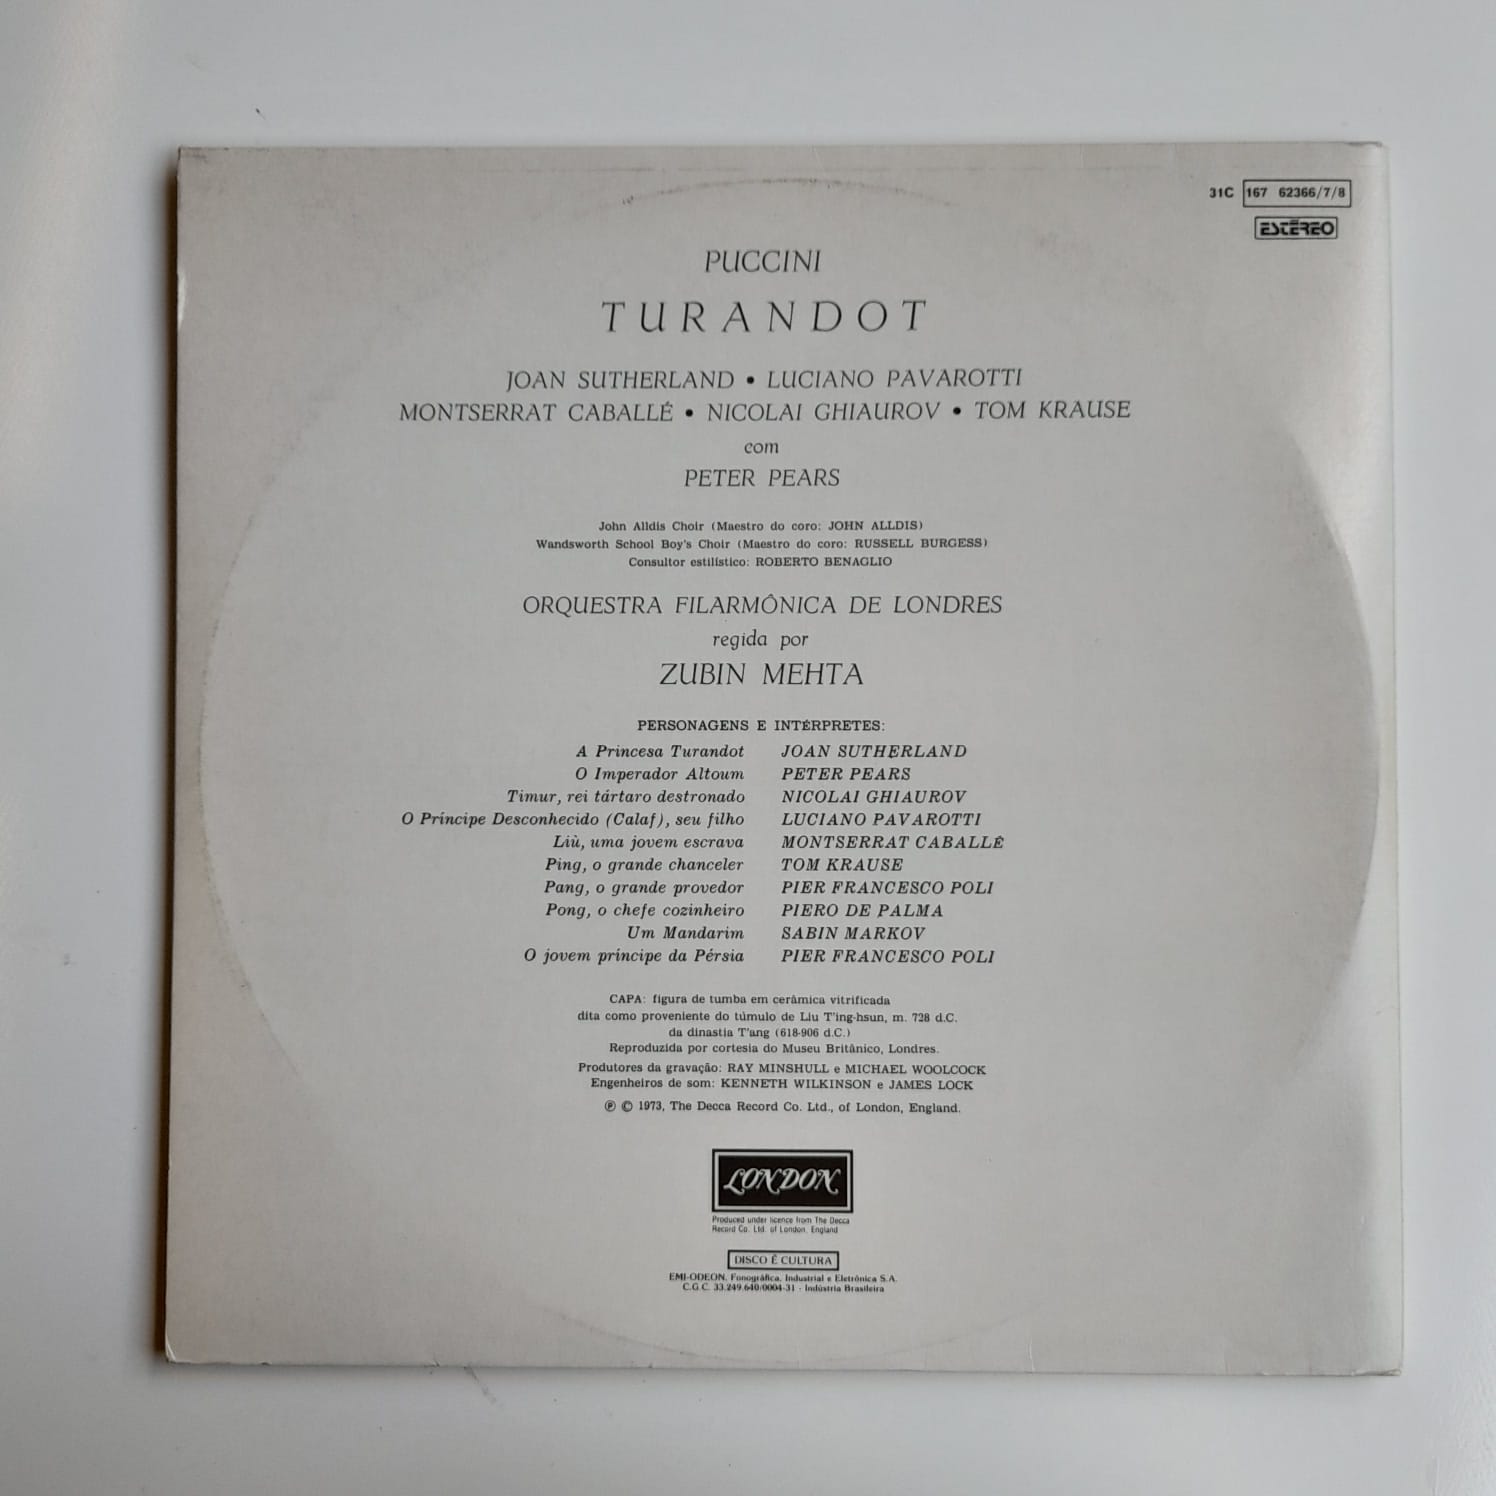 31C 167 62366/7/8
ESTÉREO
PUCCINI
TURANDOT
JOAN SUTHERLAND • LUCIANO PAVAROTTI
MONTSERRAT CABALLÉ • NICOLAI GHIAUROV • TOM KRAUSE
com
PETER PEARS
John Alldis Choir (Maestro do coro: JOHN ALLDIS)
Wandsworth School Boy's Choir (Maestro do coro: RUSSELL BURGESS)
Consultor estilístico: ROBERTO BENAGLIO
ORQUESTRA FILARMÔNICA DE LONDRES
regida por
ZUBIN MEHTA
PERSONAGENS E INTÉRPRETES:
A Princesa Turandot JOAN SUTHERLAND
O Imperador Altoum PETER PEARS
Timur, rei tártaro destronado NICOLAI GHIAUROV
O Príncipe Desconhecido (Calaf), seu filho LUCIANO PAVAROTTI
Liù, uma jovem escrava MONTSERRAT CABALLÉ
Ping, o grande chanceler TOM KRAUSE
Pang, o grande provedor PIER FRANCESCO POLI
Pong, o chefe cozinheiro PIERO DE PALMA
Um Mandarim SABIN MARKOV
O jovem príncipe da Pérsia PIER FRANCESCO POLI
CAPA: figura de tumba em cerâmica vitrificada
dita como proveniente do túmulo de Liu T'ing-hsun, m. 728 d.C.
da dinastia T'ang (618-906 d.C.)
Reproduzida por cortesia do Museu Britânico, Londres.
Produtores da gravação: RAY MINSHULL e MICHAEL WOOLCOCK
Engenheiros de som: KENNETH WILKINSON e JAMES LOCK
℗ © 1973, The Decca Record Co. Ltd., of London, England.
LONDON
Produced under licence from The Decca
Record Co. Ltd. of London, England
DISCO É CULTURA
EMI-ODEON, Fonográfica, Industrial e Eletrônica S.A.
C.G.C. 33.249.640/0004-31 - Indústria Brasileira